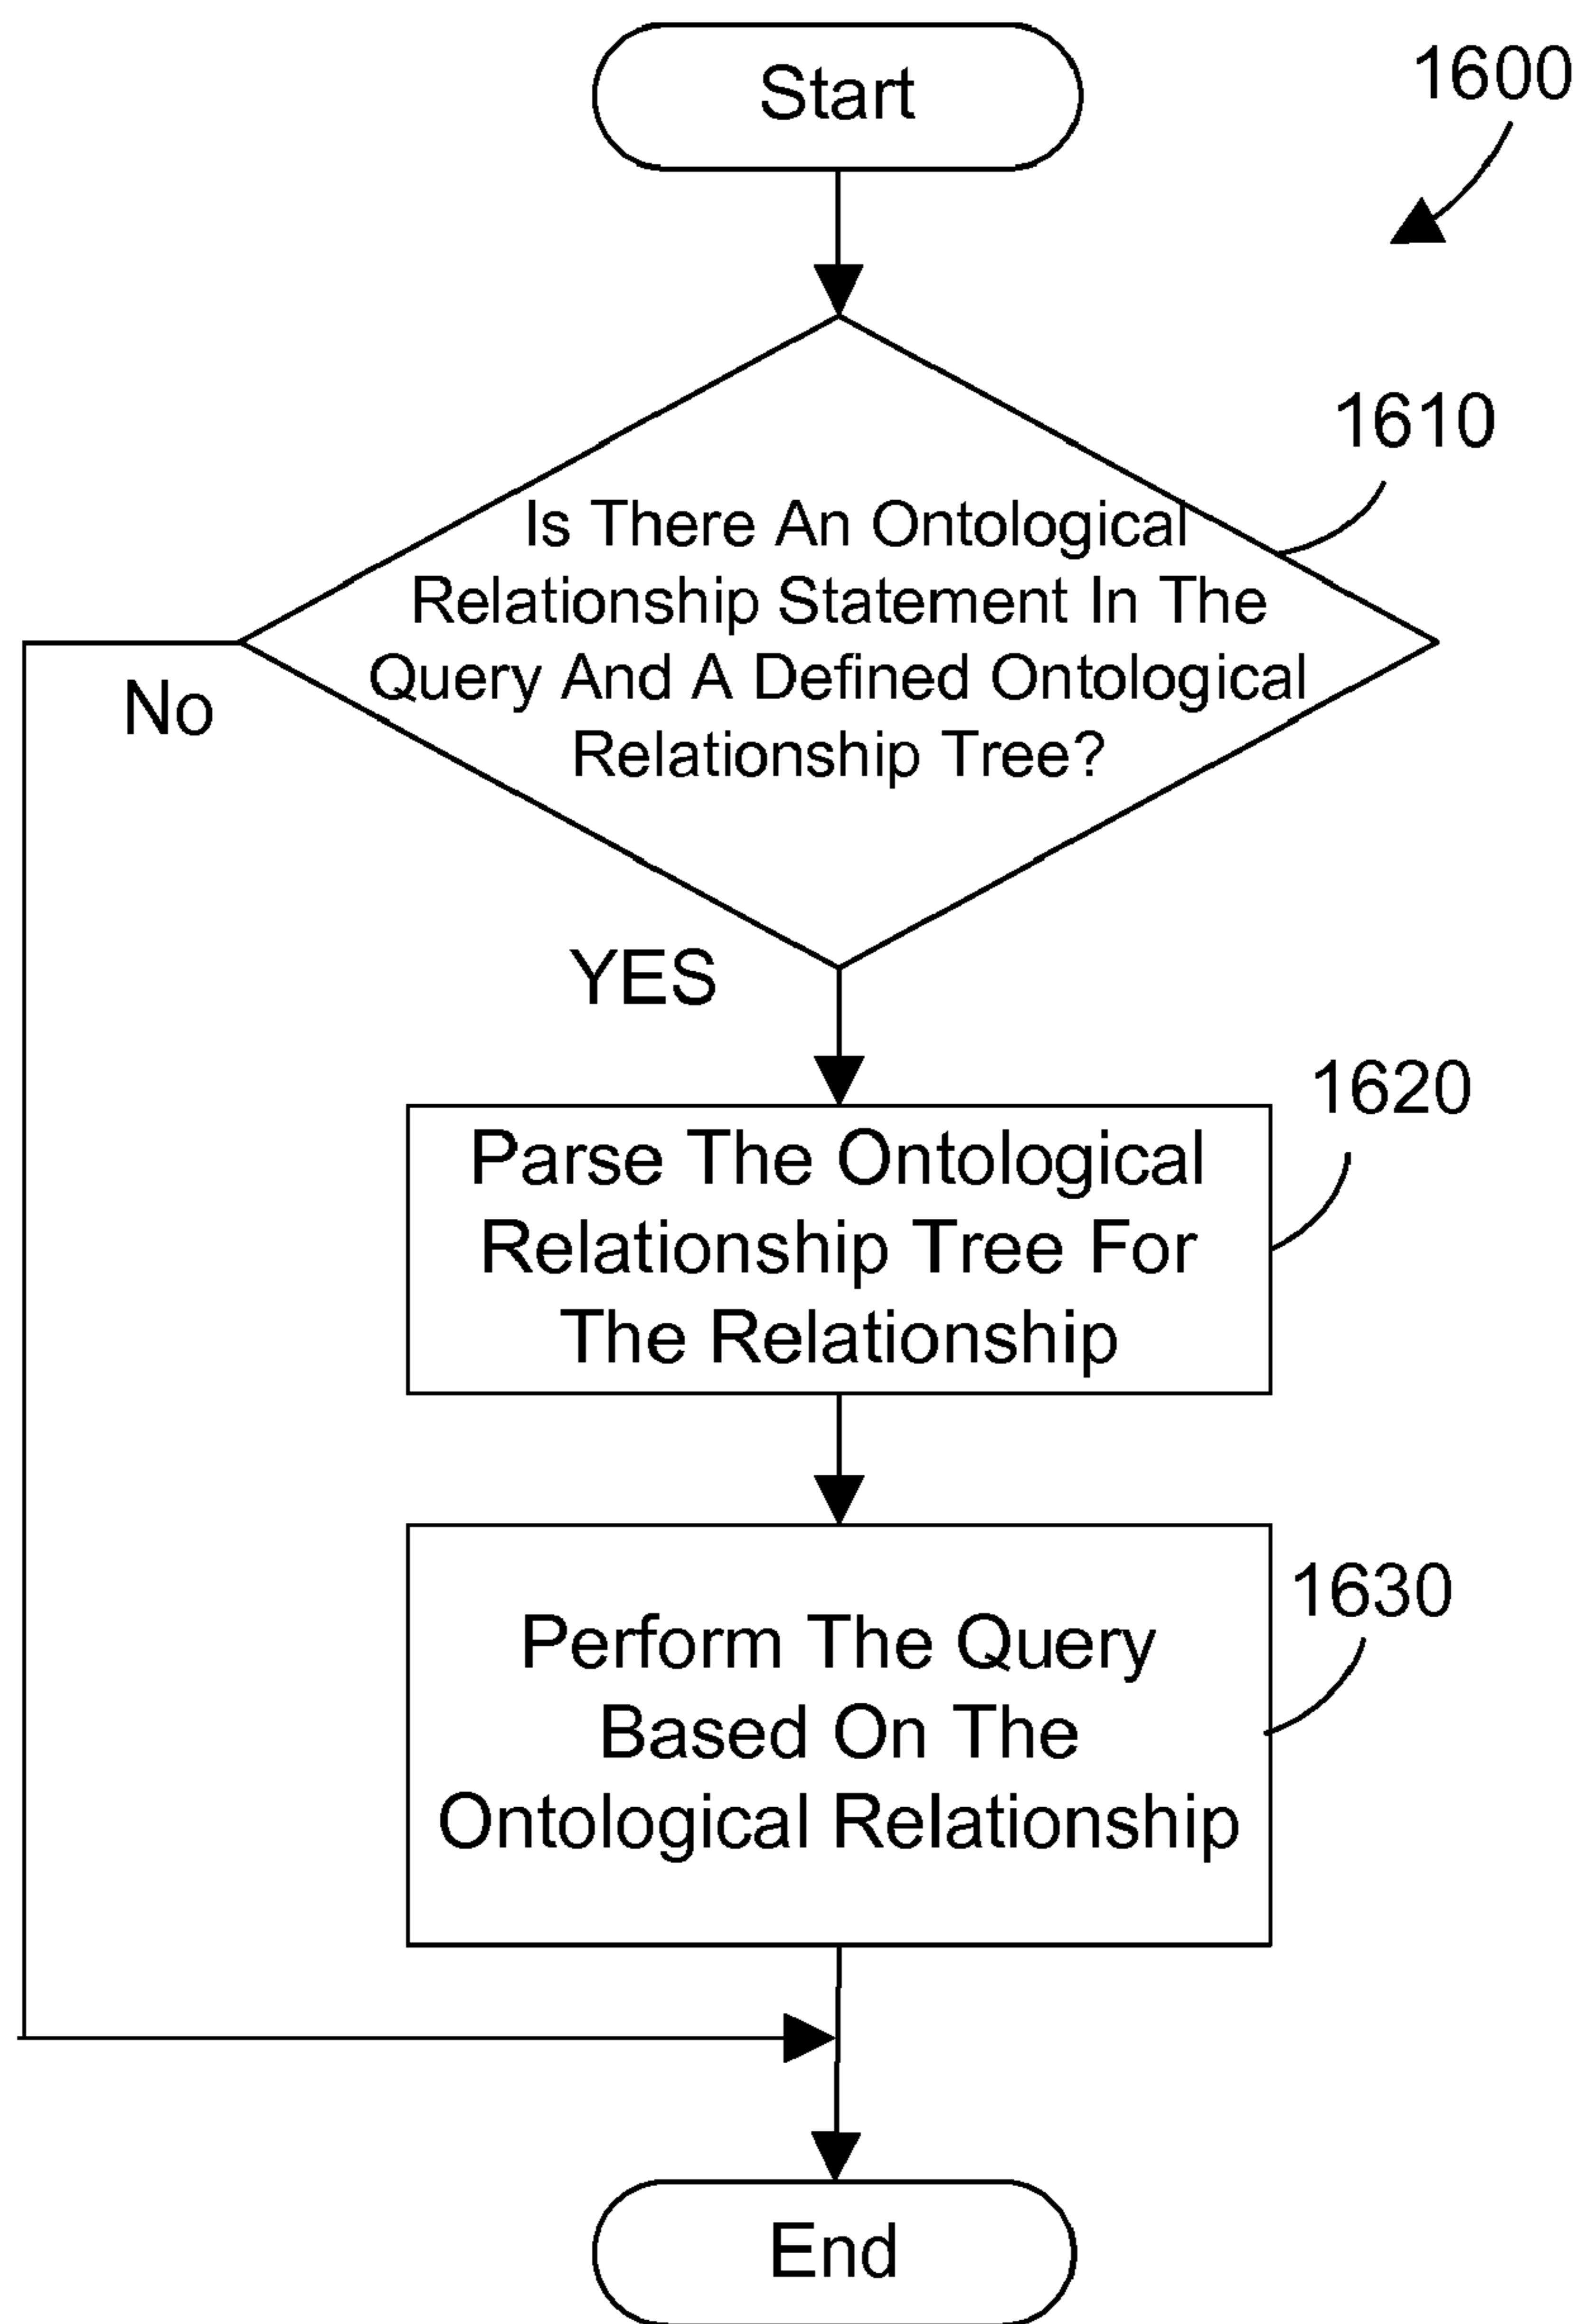 Start
1600
1610
Is There An Ontological
Relationship Statement In The
Query And A Defined Ontological
Relationship Tree?
No
YES
1620
Parse The Ontological
Relationship Tree For
The Relationship
1630
Perform The Query
Based On The
Ontological Relationship
End